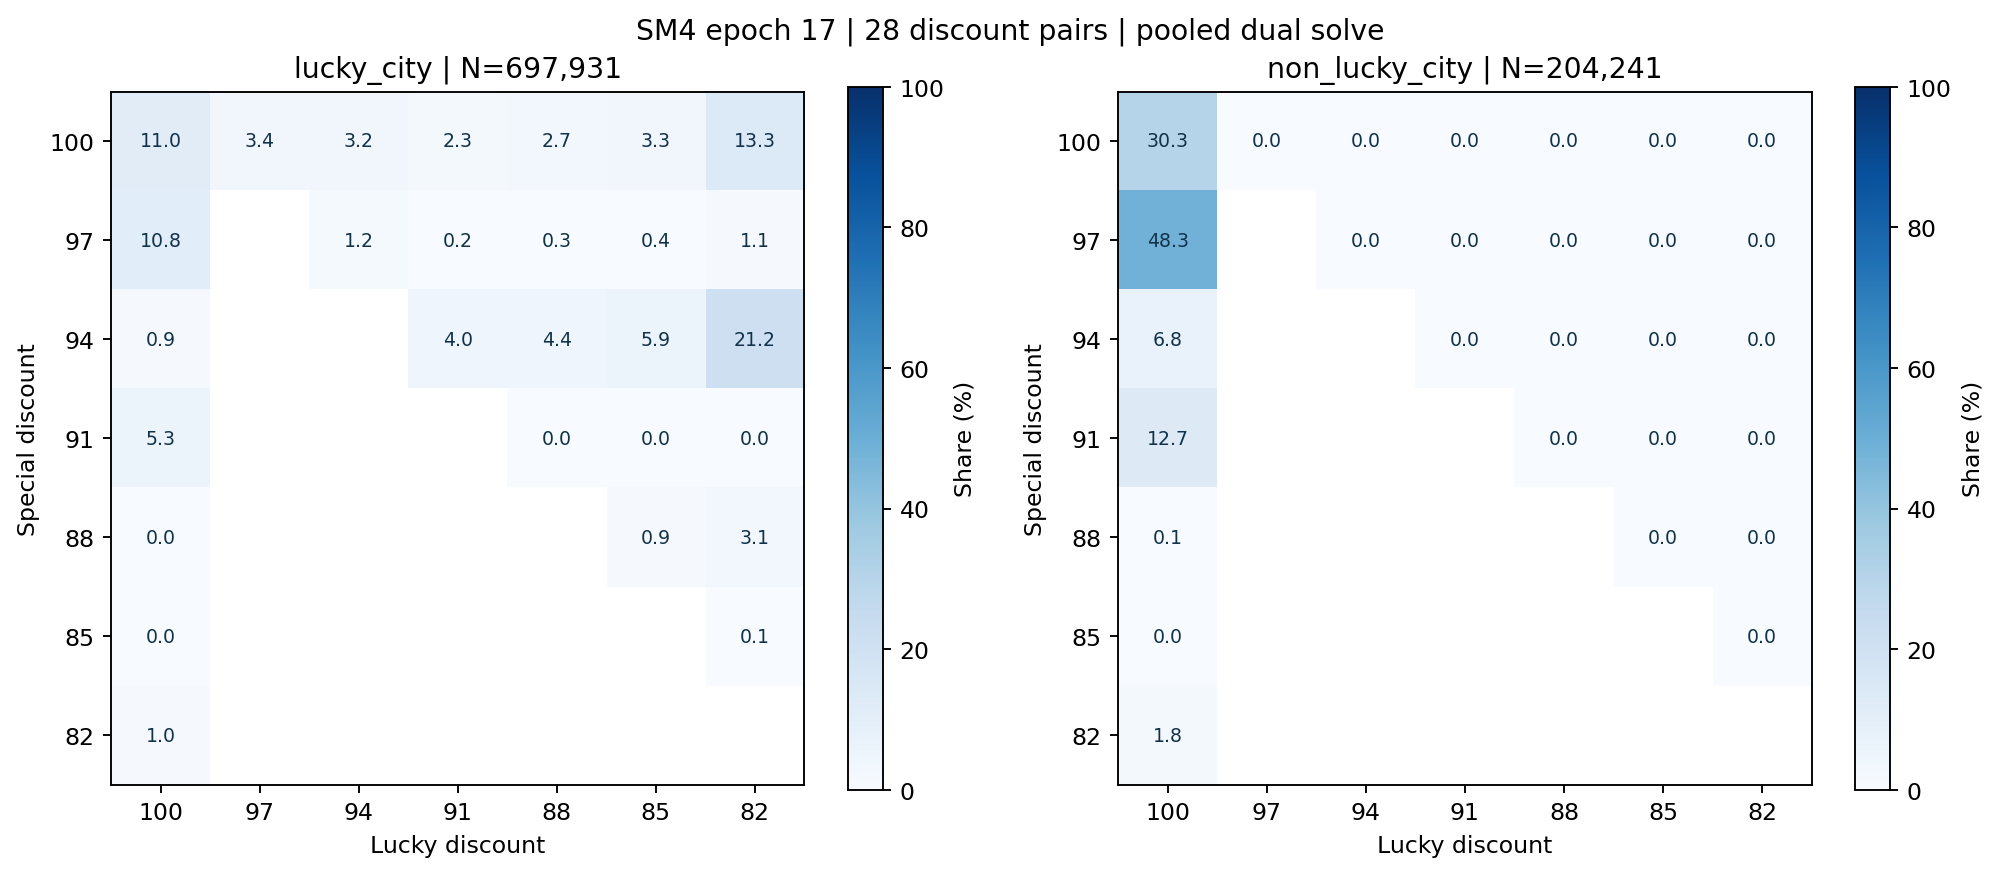 SM4 epoch 17 | 28 discount pairs | pooled dual solve
lucky_city | N=697,931
100 11.0 3.4 3.2 2.3 2.7 3.3 13.3
97 10.8 1.2 0.2 0.3 0.4 1.1
94 0.9 4.0 4.4 5.9 21.2
91 5.3 0.0 0.0 0.0
88 0.0 0.9 3.1
85 0.0 0.1
82 1.0
100 97 94 91 88 85 82
Lucky discount
Special discount
100
80
60
40
20
0
Share (%)
non_lucky_city | N=204,241
100 30.3 0.0 0.0 0.0 0.0 0.0 0.0
97 48.3 0.0 0.0 0.0 0.0 0.0
94 6.8 0.0 0.0 0.0 0.0
91 12.7 0.0 0.0 0.0
88 0.1 0.0 0.0
85 0.0 0.0
82 1.8
100 97 94 91 88 85 82
Lucky discount
Special discount
100
80
60
40
20
0
Share (%)